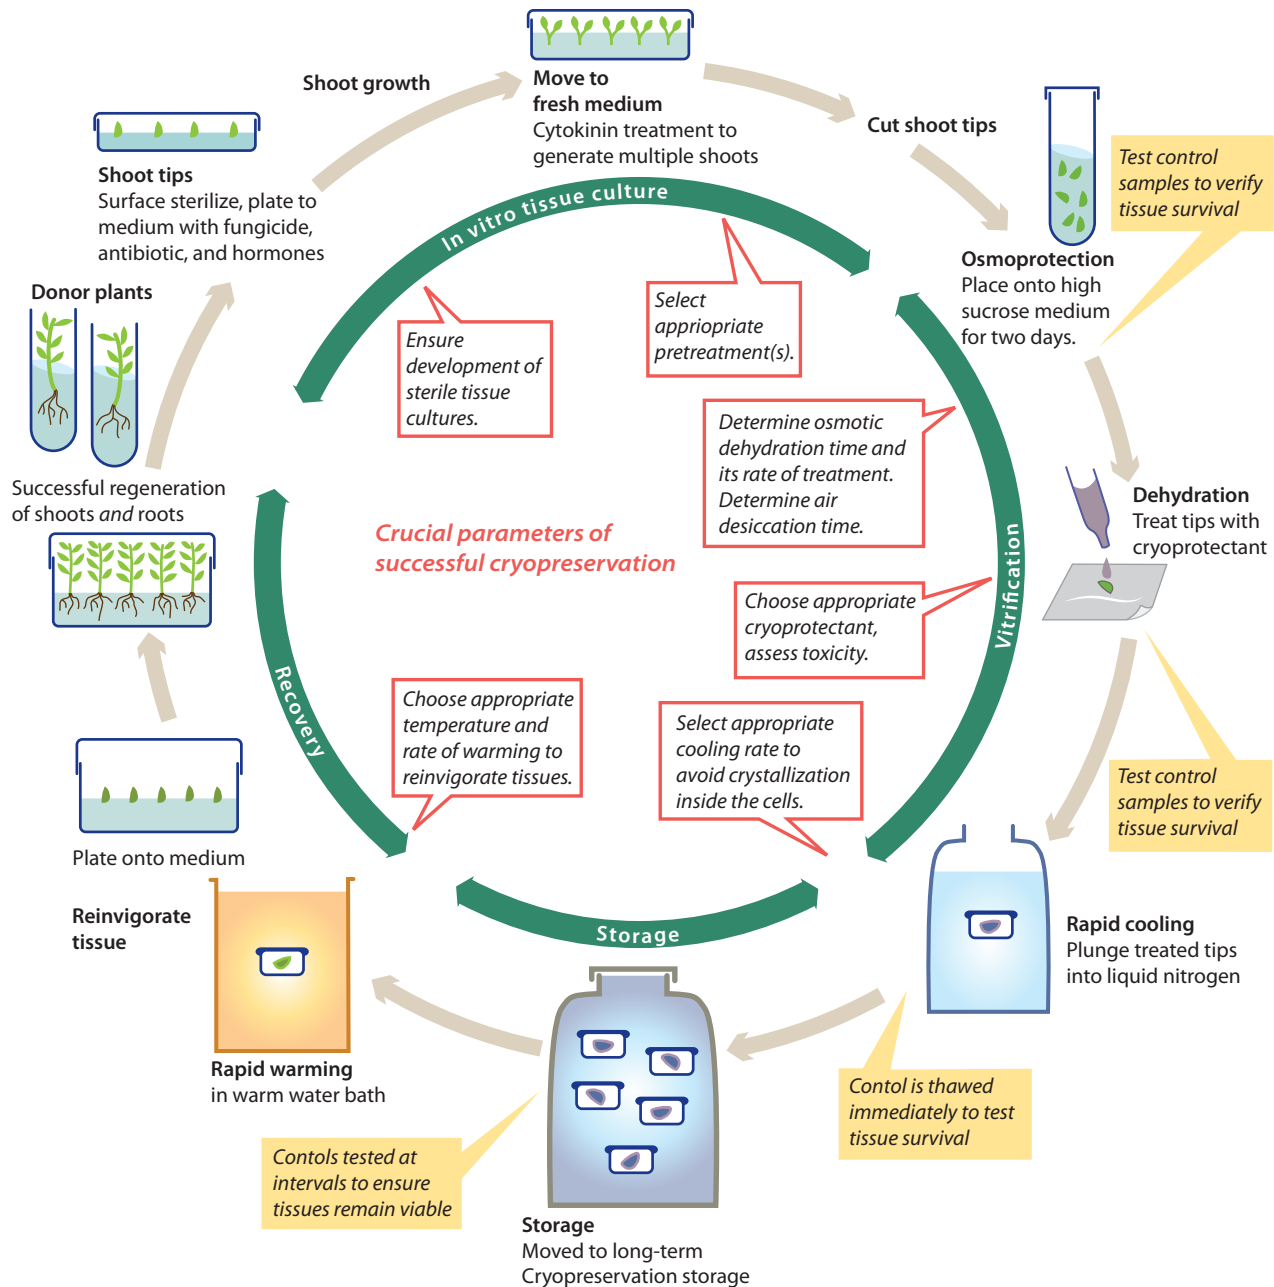 Move to
fresh medium
Cytokinin treatment to
generate multiple shoots
Shoot growth
Cut shoot tips
Shoot tips
Surface sterilize, plate to
medium with fungicide,
antibiotic, and hormones
Test control
samples to verify
tissue survival
Osmoprotection
Place onto high
sucrose medium
for two days.
Donor plants
Successful regeneration
of shoots and roots
In vitro tissue culture
Ensure
development of
sterile tissue
cultures.
Select
appriopriate
pretreatment(s).
Determine osmotic
dehydration time and
its rate of treatment.
Determine air
desiccation time.
Crucial parameters of
successful cryopreservation
Vitrification
Dehydration
Treat tips with
cryoprotectant
Choose appropriate
cryoprotectant,
assess toxicity.
Recovery
Choose appropriate
temperature and
rate of warming to
reinvigorate tissues.
Select appropriate
cooling rate to
avoid crystallization
inside the cells.
Test control
samples to verify
tissue survival
Plate onto medium
Reinvigorate
tissue
Storage
Rapid cooling
Plunge treated tips
into liquid nitrogen
Rapid warming
in warm water bath
Contol is thawed
immediately to test
tissue survival
Contols tested at
intervals to ensure
tissues remain viable
Storage
Moved to long-term
Cryopreservation storage